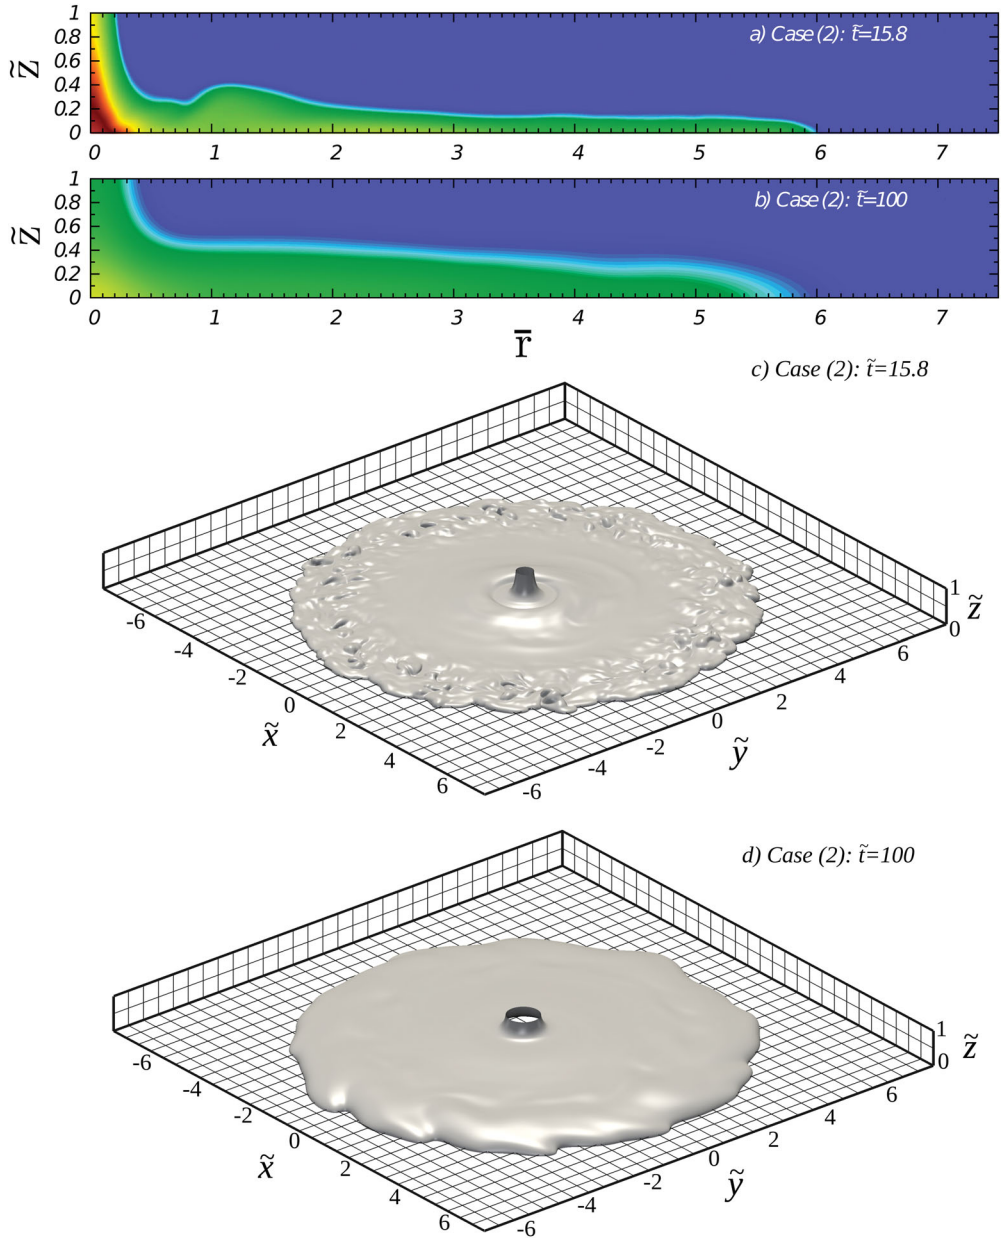 1
0.8
0.6
0.4
0.2
0
z̃
a) Case (2): t̃=15.8
0 1 2 3 4 5 6 7
1
0.8
0.6
0.4
0.2
0
z̃
b) Case (2): t̃=100
0 1 2 3 4 5 6 7
r̅
c) Case (2): t̃=15.8
1
0
z̃
-6
-4
-2
0
2
4
6
x̃
-6
-4
-2
0
2
4
6
ỹ
d) Case (2): t̃=100
1
0
z̃
-6
-4
-2
0
2
4
6
x̃
-6
-4
-2
0
2
4
6
ỹ